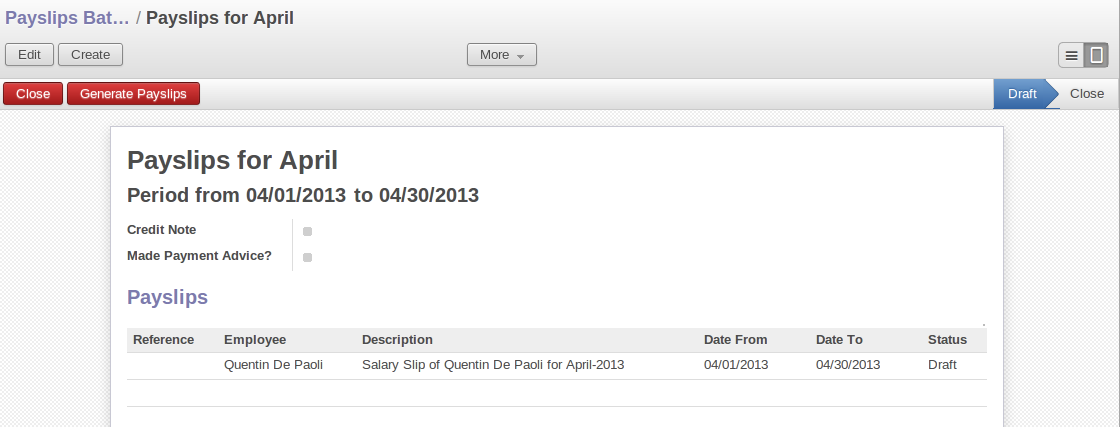 Payslips Bat… / Payslips for April
Edit Create More
Close Generate Payslips Draft Close
Payslips for April
Period from 04/01/2013 to 04/30/2013
Credit Note
Made Payment Advice?
Payslips
Reference Employee Description Date From Date To Status
Quentin De Paoli Salary Slip of Quentin De Paoli for April-2013 04/01/2013 04/30/2013 Draft